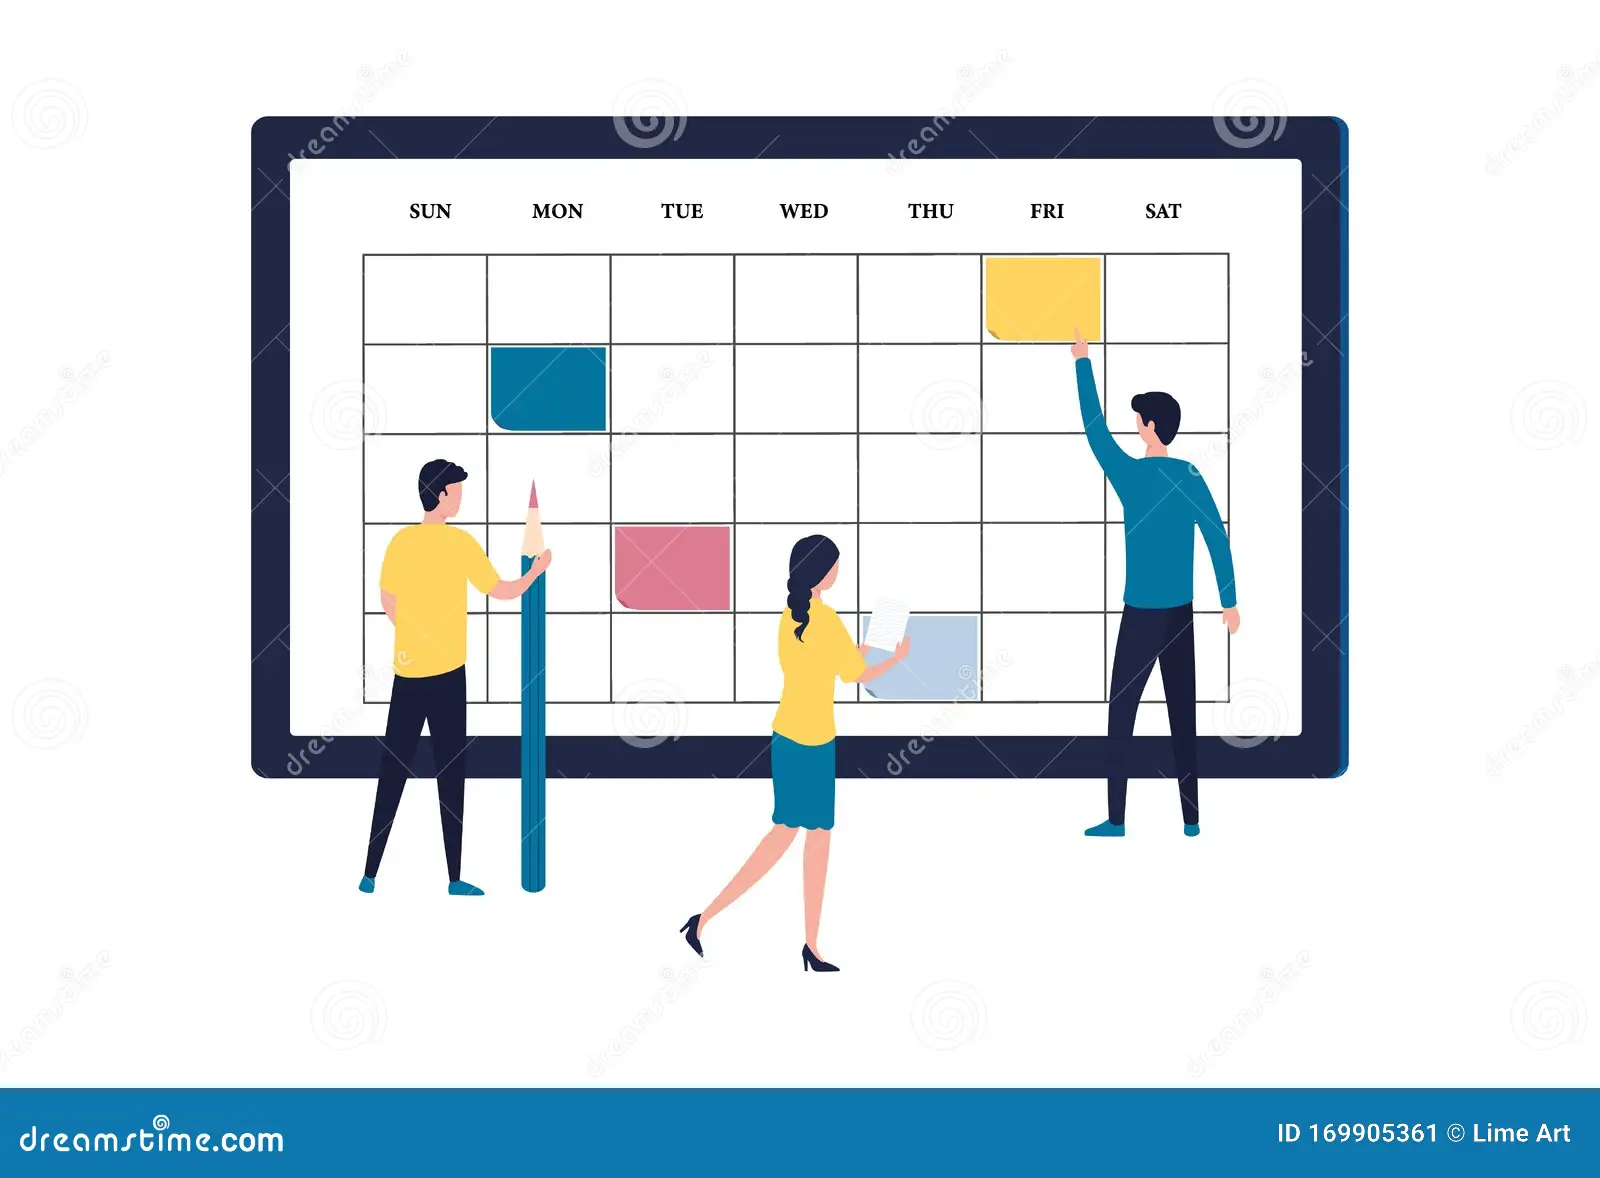 SUN MON TUE WED THU FRI SAT
dreamstime.com
ID 169905361 © Lime Art